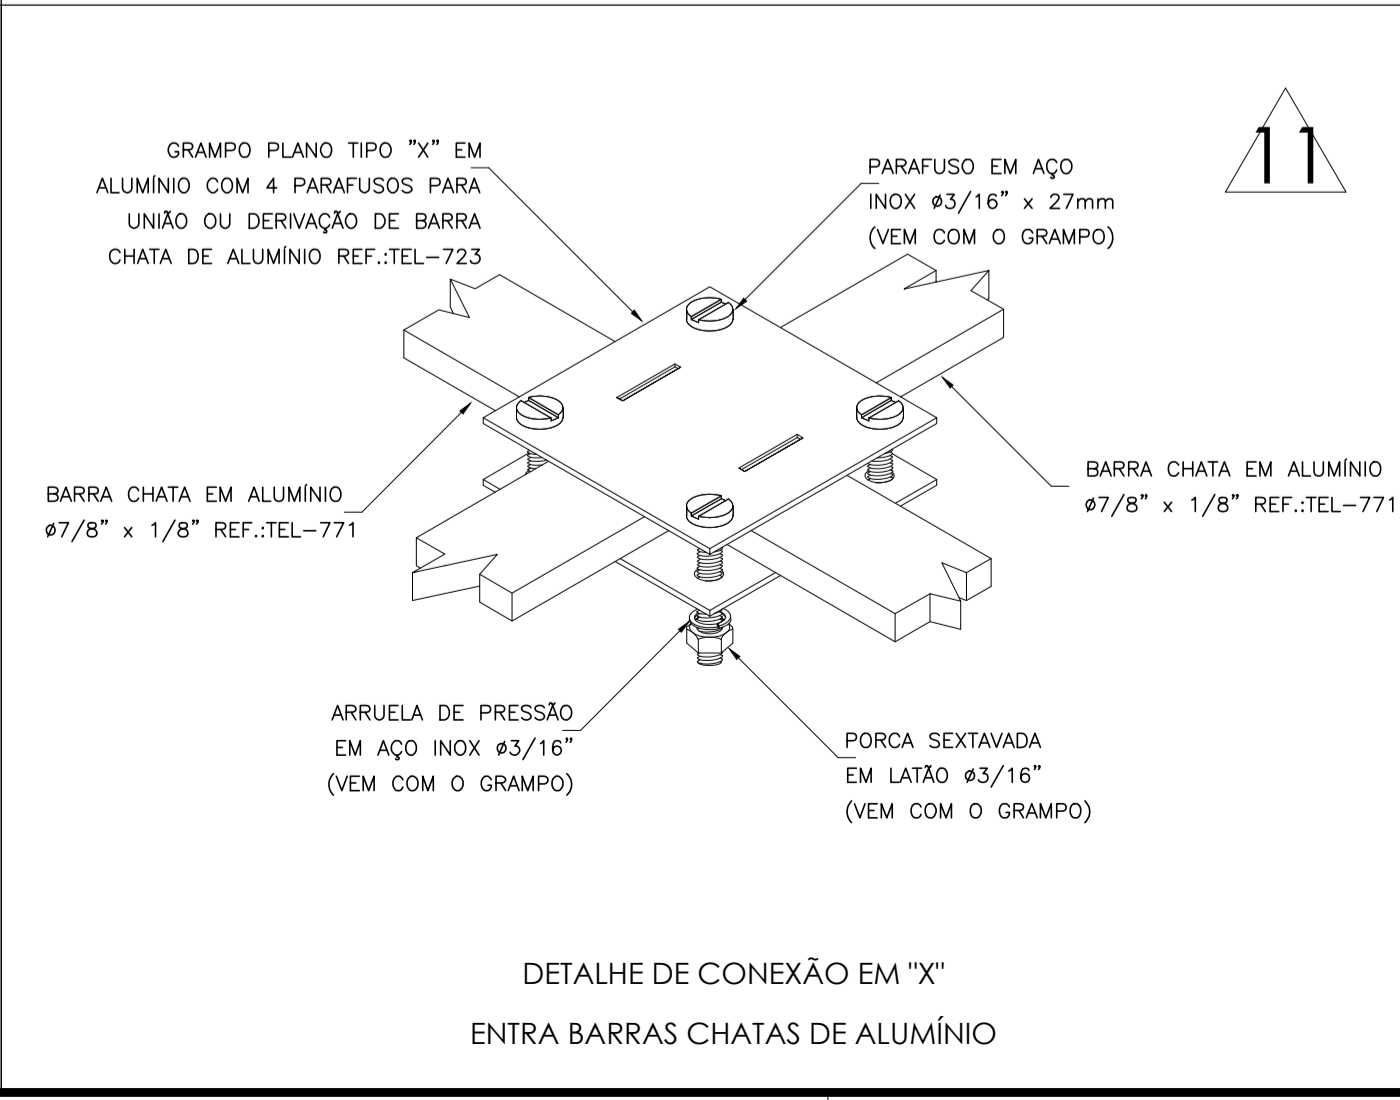 GRAMPO PLANO TIPO ”X” EM
ALUMÍNIO COM 4 PARAFUSOS PARA
UNIÃO OU DERIVAÇÃO DE BARRA
CHATA DE ALUMÍNIO REF.:TEL-723
PARAFUSO EM AÇO
INOX ø3/16” x 27mm
(VEM COM O GRAMPO)
11
BARRA CHATA EM ALUMÍNIO
ø7/8” x 1/8” REF.:TEL-771
BARRA CHATA EM ALUMÍNIO
ø7/8” x 1/8” REF.:TEL-771
ARRUELA DE PRESSÃO
EM AÇO INOX ø3/16”
(VEM COM O GRAMPO)
PORCA SEXTAVADA
EM LATÃO ø3/16”
(VEM COM O GRAMPO)
DETALHE DE CONEXÃO EM "X"
ENTRA BARRAS CHATAS DE ALUMÍNIO